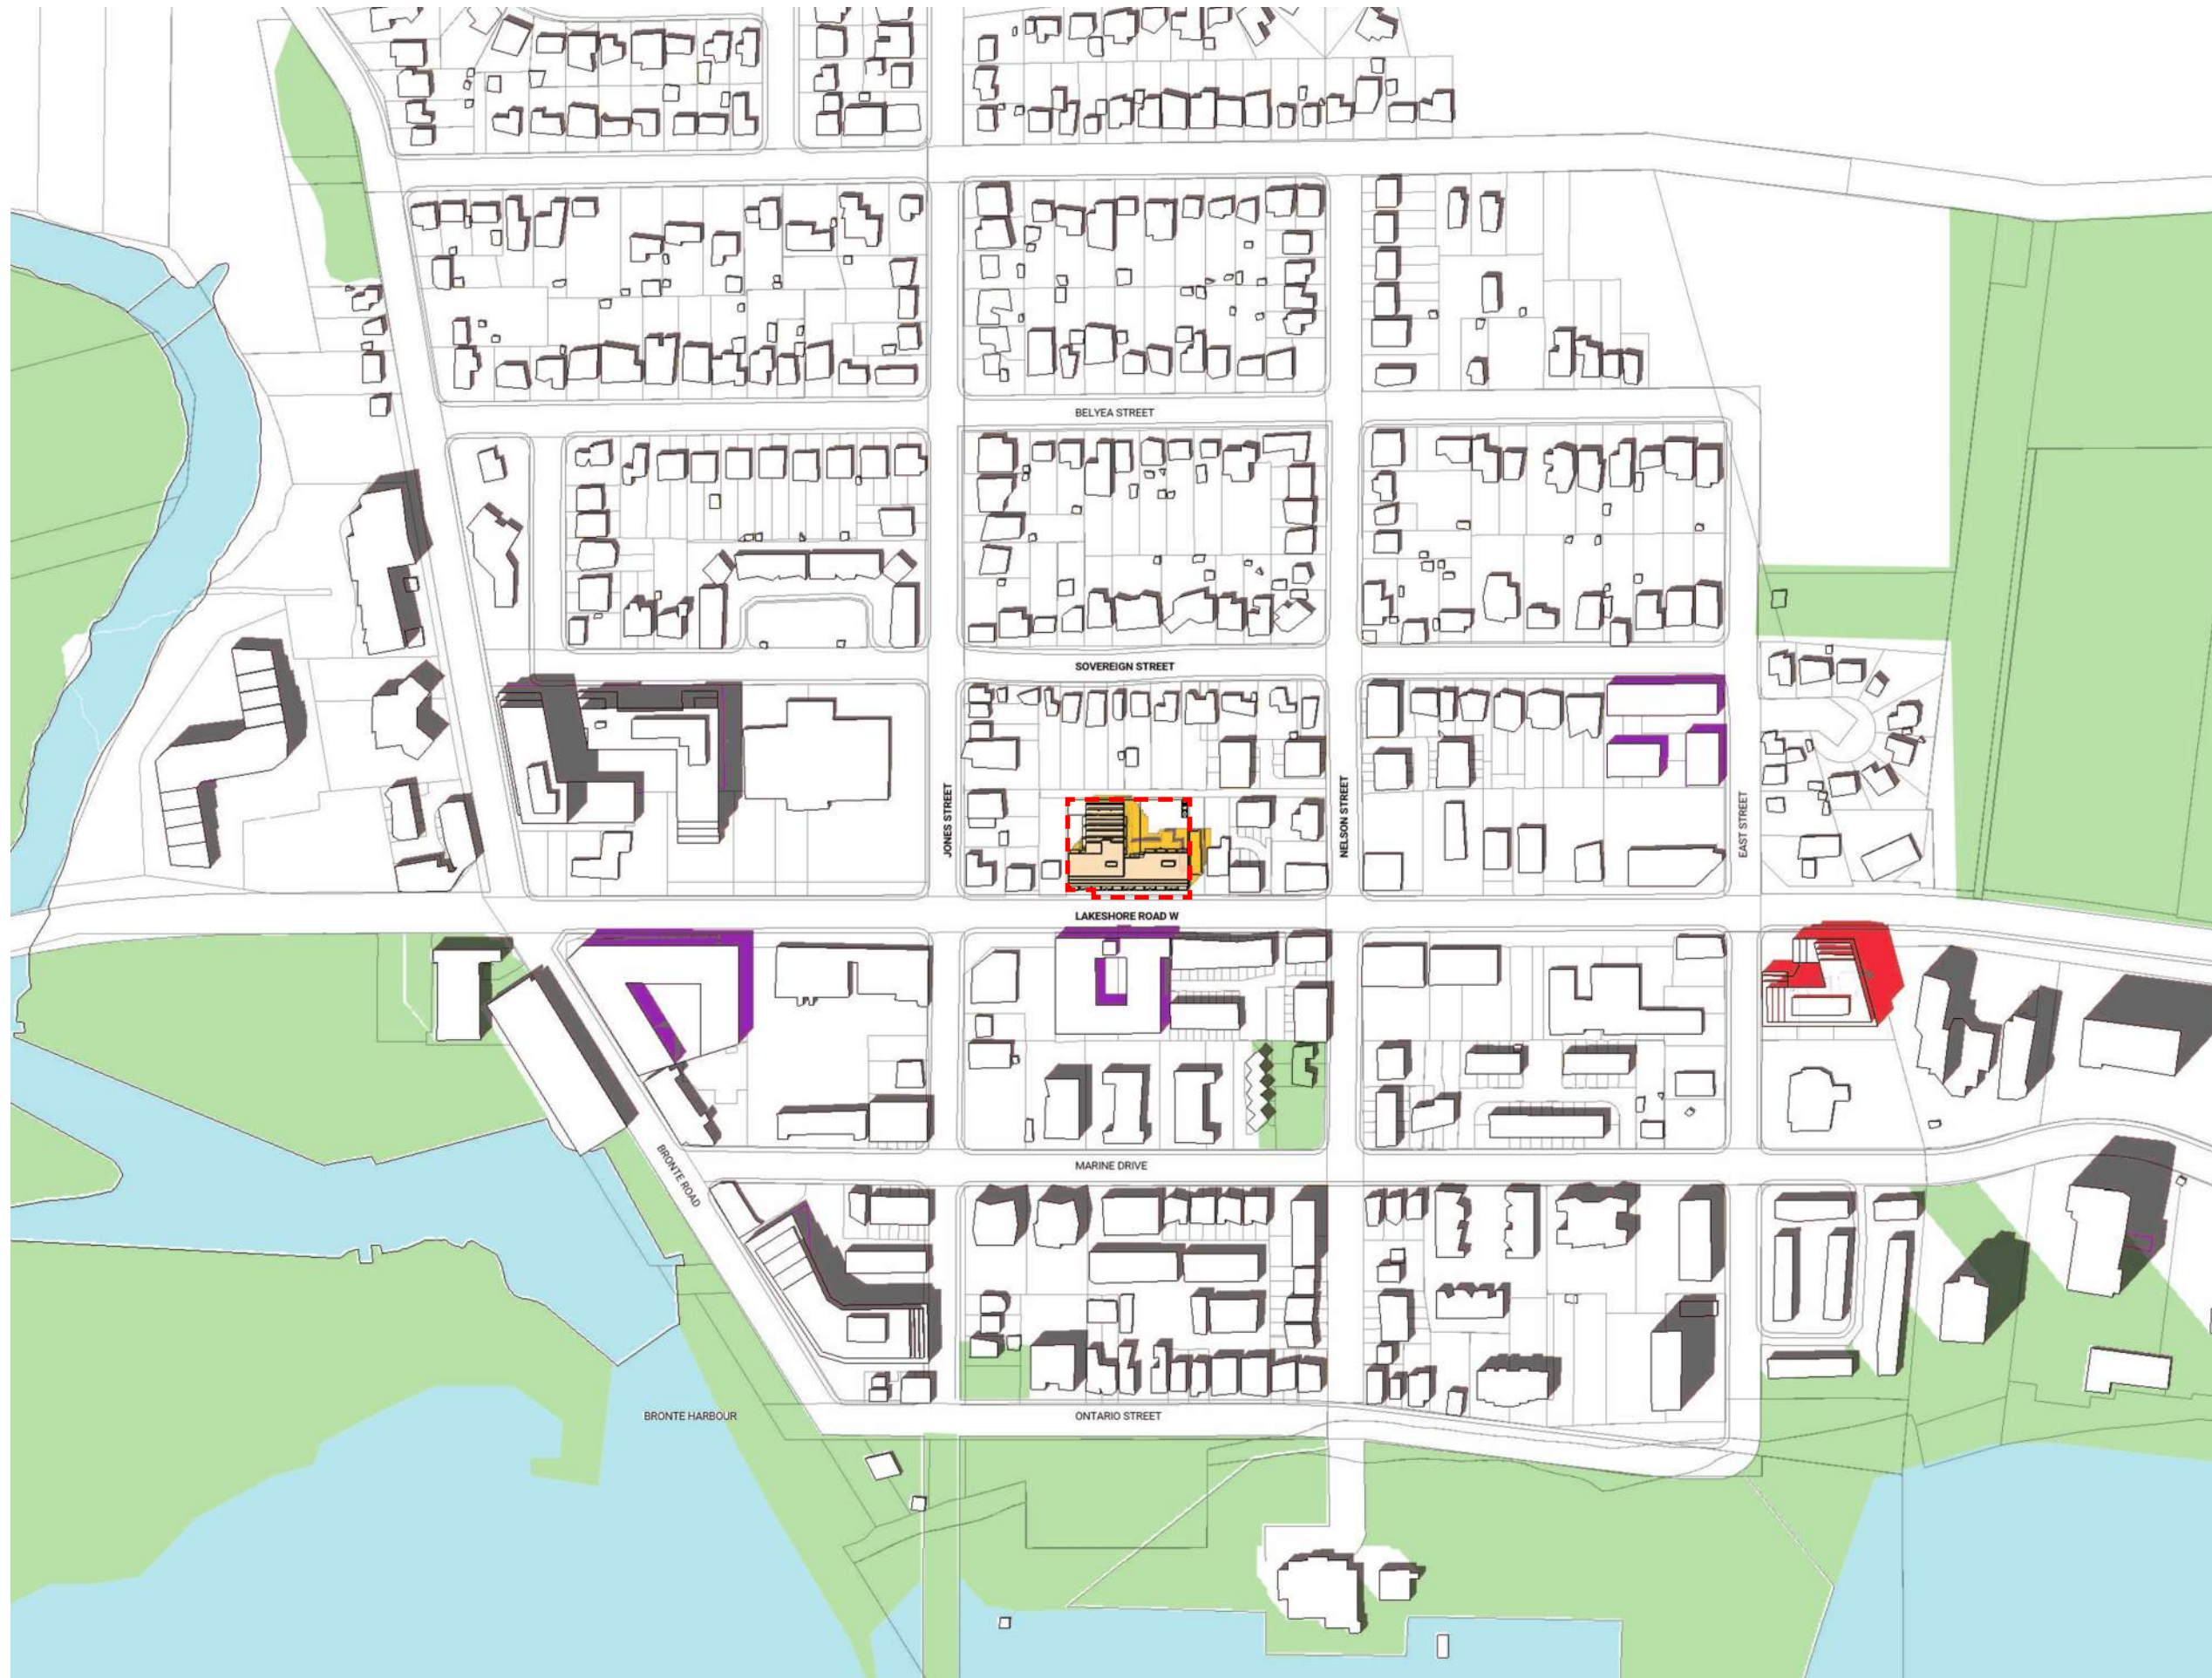 BELYEA STREET
SOVEREIGN STREET
JONES STREET
NELSON STREET
EAST STREET
LAKESHORE ROAD W
BRONTE ROAD
MARINE DRIVE
BRONTE HARBOUR
ONTARIO STREET